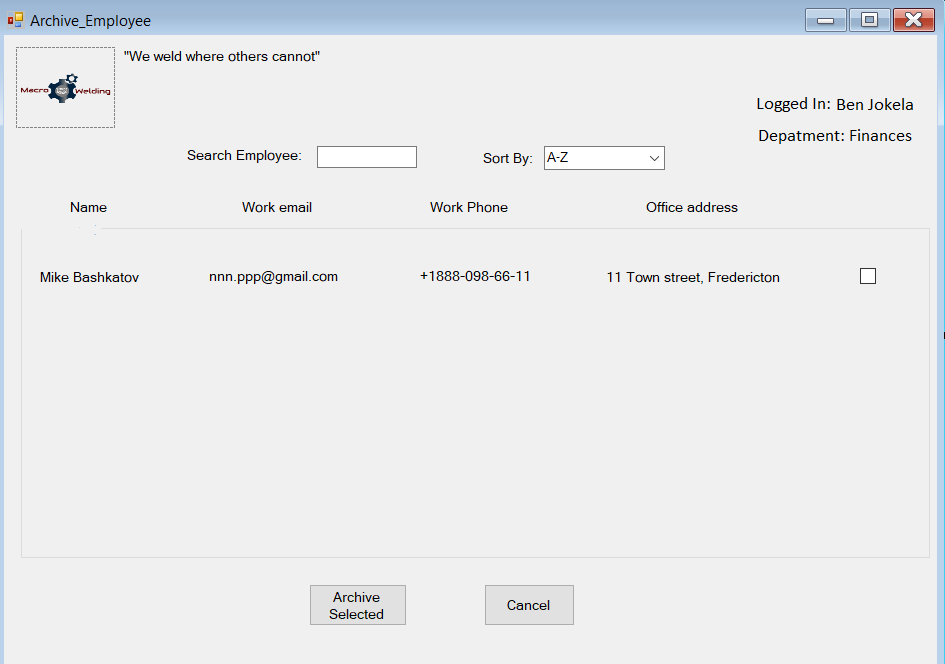 Archive_Employee
"We weld where others cannot"
Macro Welding
Logged In: Ben Jokela
Depatment: Finances
Search Employee:
Sort By: A-Z
Name Work email Work Phone Office address
Mike Bashkatov nnn.ppp@gmail.com +1888-098-66-11 11 Town street, Fredericton
Archive
Selected
Cancel